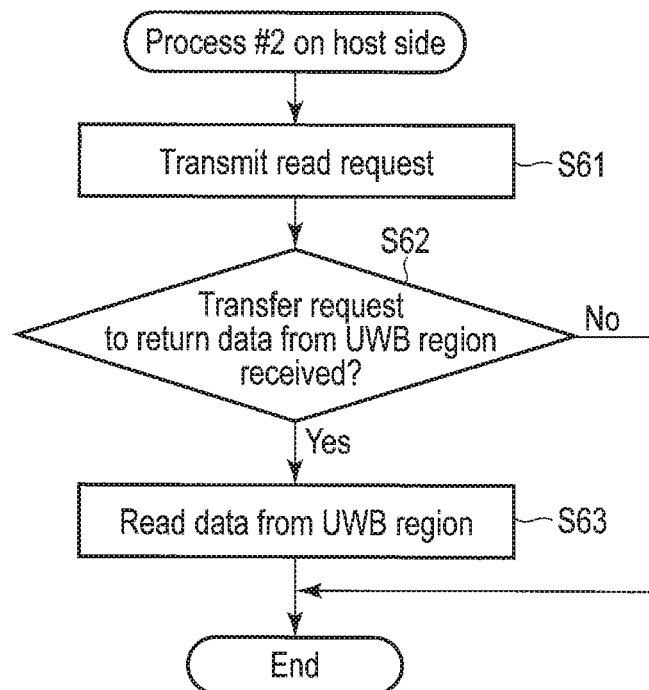 Process #2 on host side
Transmit read request
S61
S62
Transfer request
to return data from UWB region
received?
No
Yes
Read data from UWB region
S63
End